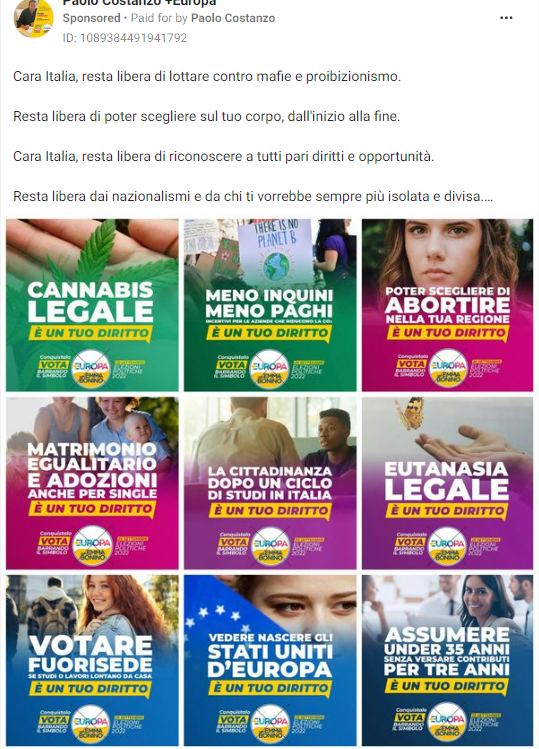 Paolo Costanzo +Europa
Sponsored • Paid for by Paolo Costanzo
ID: 1089384491941792
Cara Italia, resta libera di lottare contro mafie e proibizionismo.
Resta libera di poter scegliere sul tuo corpo, dall'inizio alla fine.
Cara Italia, resta libera di riconoscere a tutti pari diritti e opportunità.
Resta libera dai nazionalismi e da chi ti vorrebbe sempre più isolata e divisa....
CANNABIS
LEGALE
È UN TUO DIRITTO
Conquistalo
VOTA
BARRANDO
IL SIMBOLO
EUROPA
EMMA
BONINO
25 SETTEMBRE
ELEZIONI
POLITICHE
2022
THERE IS NO
PLANET B
MENO INQUINI
MENO PAGHI
INCENTIVI PER LE AZIENDE CHE RIDUCONO LA CO2
È UN TUO DIRITTO
Conquistalo
VOTA
BARRANDO
IL SIMBOLO
EUROPA
EMMA
BONINO
25 SETTEMBRE
ELEZIONI
POLITICHE
2022
POTER SCEGLIERE DI
ABORTIRE
NELLA TUA REGIONE
È UN TUO DIRITTO
Conquistalo
VOTA
BARRANDO
IL SIMBOLO
EUROPA
EMMA
BONINO
25 SETTEMBRE
ELEZIONI
POLITICHE
2022
MATRIMONIO
EGUALITARIO
E ADOZIONI
ANCHE PER SINGLE
È UN TUO DIRITTO
Conquistalo
VOTA
BARRANDO
IL SIMBOLO
EUROPA
EMMA
BONINO
25 SETTEMBRE
ELEZIONI
POLITICHE
2022
LA CITTADINANZA
DOPO UN CICLO
DI STUDI IN ITALIA
È UN TUO DIRITTO
Conquistalo
VOTA
BARRANDO
IL SIMBOLO
EUROPA
EMMA
BONINO
25 SETTEMBRE
ELEZIONI
POLITICHE
2022
EUTANASIA
LEGALE
È UN TUO DIRITTO
Conquistalo
VOTA
BARRANDO
IL SIMBOLO
EUROPA
EMMA
BONINO
25 SETTEMBRE
ELEZIONI
POLITICHE
2022
VOTARE
FUORISEDE
SE STUDI O LAVORI LONTANO DA CASA
È UN TUO DIRITTO
Conquistalo
VOTA
BARRANDO
IL SIMBOLO
EUROPA
EMMA
BONINO
25 SETTEMBRE
ELEZIONI
POLITICHE
2022
VEDERE NASCERE GLI
STATI UNITI
D'EUROPA
È UN TUO DIRITTO
Conquistalo
VOTA
BARRANDO
IL SIMBOLO
EUROPA
EMMA
BONINO
25 SETTEMBRE
ELEZIONI
POLITICHE
2022
ASSUMERE
UNDER 35 ANNI
SENZA VERSARE CONTRIBUTI
PER TRE ANNI
È UN TUO DIRITTO
Conquistalo
VOTA
BARRANDO
IL SIMBOLO
EUROPA
EMMA
BONINO
25 SETTEMBRE
ELEZIONI
POLITICHE
2022